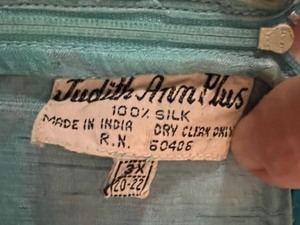 Judith Ann Plus
100% SILK
MADE IN INDIA DRY CLEAN ONLY
R.N. 60406
3X
20-22